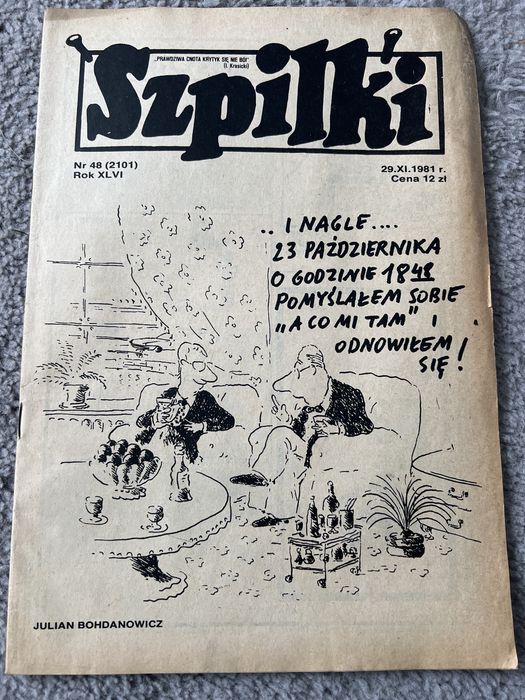 „PRAWDZIWA CNOTA KRYTYK SIĘ NIE BOI"
(I. Krasicki)
Szpilki
Nr 48 (2101)
Rok XLVI
29.XI.1981 r.
Cena 12 zł
.. I NAGLE....
23 PAŹDZIERNIKA
O GODZINIE 1848
POMYŚLAŁEM SOBIE
„A CO MI TAM" I
ODNOWIŁEM
SIĘ!
JULIAN BOHDANOWICZ